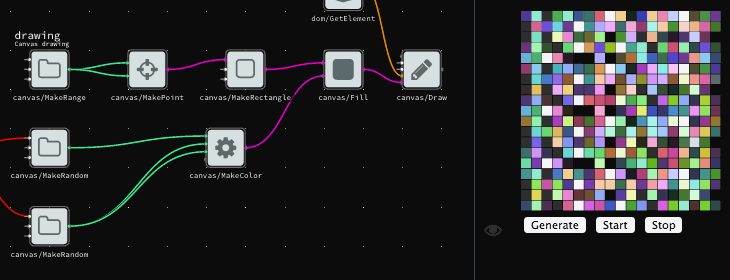 dom/GetElement
drawing
Canvas drawing
canvas/MakeRange
canvas/MakePoint
canvas/MakeRectangle
canvas/Fill
canvas/Draw
canvas/MakeRandom
canvas/MakeColor
canvas/MakeRandom
Generate
Start
Stop